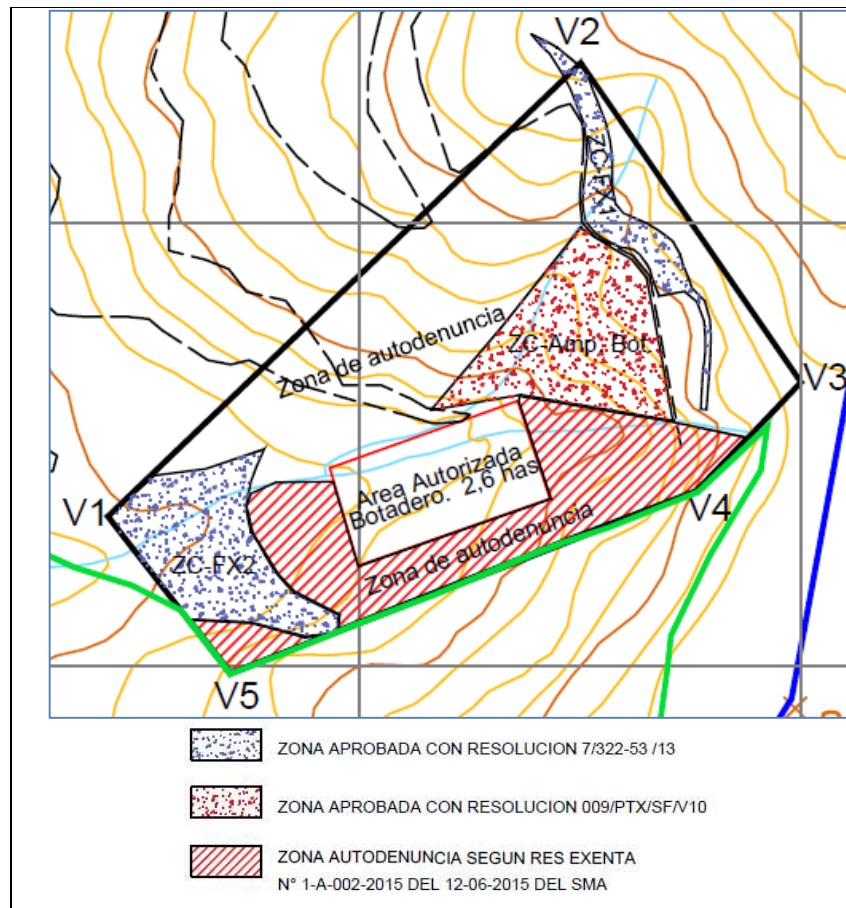 V2
ZC-FX1
Zona de autodenuncia
ZC-Amp. Bot.
V3
Area Autorizada
Botadero. 2,6 has
V4
V1
ZC-FX2
Zona de autodenuncia
V5
ZONA APROBADA CON RESOLUCION 7/322-53 /13
ZONA APROBADA CON RESOLUCION 009/PTX/SF/V10
ZONA AUTODENUNCIA SEGUN RES EXENTA
N° 1-A-002-2015 DEL 12-06-2015 DEL SMA